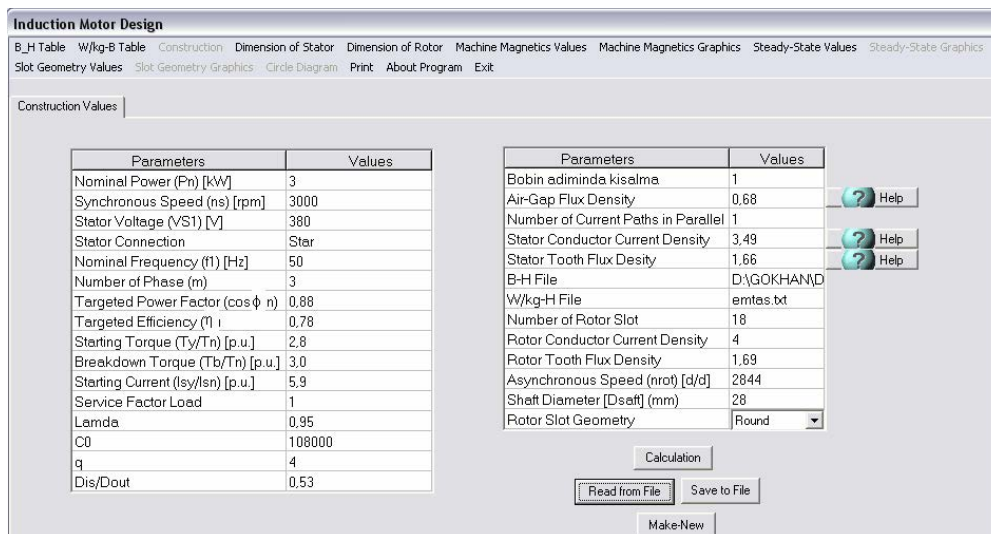 Induction Motor Design
B_H Table W/kg-B Table Construction Dimension of Stator Dimension of Rotor Machine Magnetics Values Machine Magnetics Graphics Steady-State Values Steady-State Graphics
Slot Geometry Values Slot Geometry Graphics Circle Diagram Print About Program Exit
Construction Values
Parameters Values
Nominal Power (Pn) [kW] 3
Synchronous Speed (ns) [rpm] 3000
Stator Voltage (VS1) [V] 380
Stator Connection Star
Nominal Frequency (f1) [Hz] 50
Number of Phase (m) 3
Targeted Power Factor (cosϕ n) 0,88
Targeted Efficiency (η 0,78
Starting Torque (Ty/Tn) [p.u.] 2,8
Breakdown Torque (Tb/Tn) [p.u.] 3,0
Starting Current (Isy/Isn) [p.u.] 5,9
Service Factor Load 1
Lamda 0,95
C0 108000
q 4
Dis/Dout 0,53
Parameters Values
Bobin adiminda kisalma 1
Air-Gap Flux Density 0,68 ? Help
Number of Current Paths in Parallel 1
Stator Conductor Current Density 3,49 ? Help
Stator Tooth Flux Desity 1,66 ? Help
B-H File D:\GOKHAN\D
W/kg-H File emtas.txt
Number of Rotor Slot 18
Rotor Conductor Current Density 4
Rotor Tooth Flux Density 1,69
Asynchronous Speed (nrot) [d/d] 2844
Shaft Diameter [Dsaft] (mm) 28
Rotor Slot Geometry Round
Calculation
Read from File Save to File
Make-New